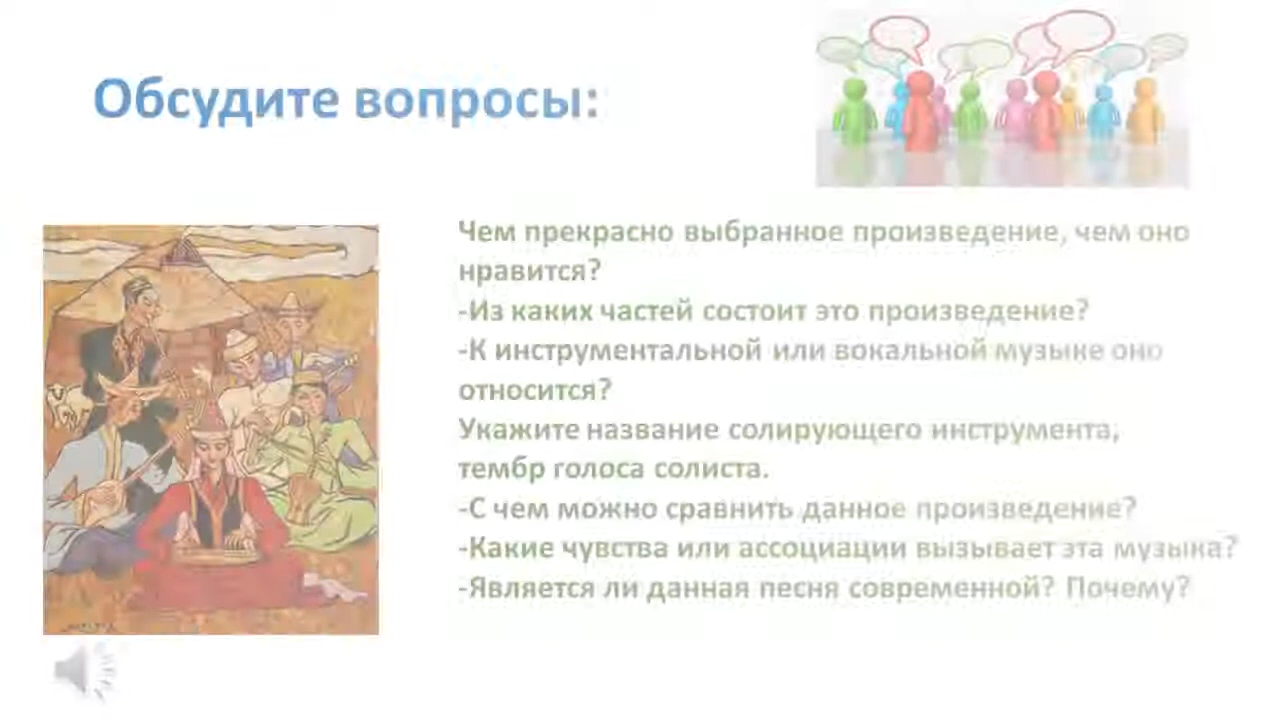 Обсудите вопросы:
Чем прекрасно выбранное произведение, чем оно
нравится?
-Из каких частей состоит это произведение?
-К инструментальной или вокальной музыке оно
относится?
Укажите название солирующего инструмента,
тембр голоса солиста.
-С чем можно сравнить данное произведение?
-Какие чувства или ассоциации вызывает эта музыка?
-Является ли данная песня современной? Почему?